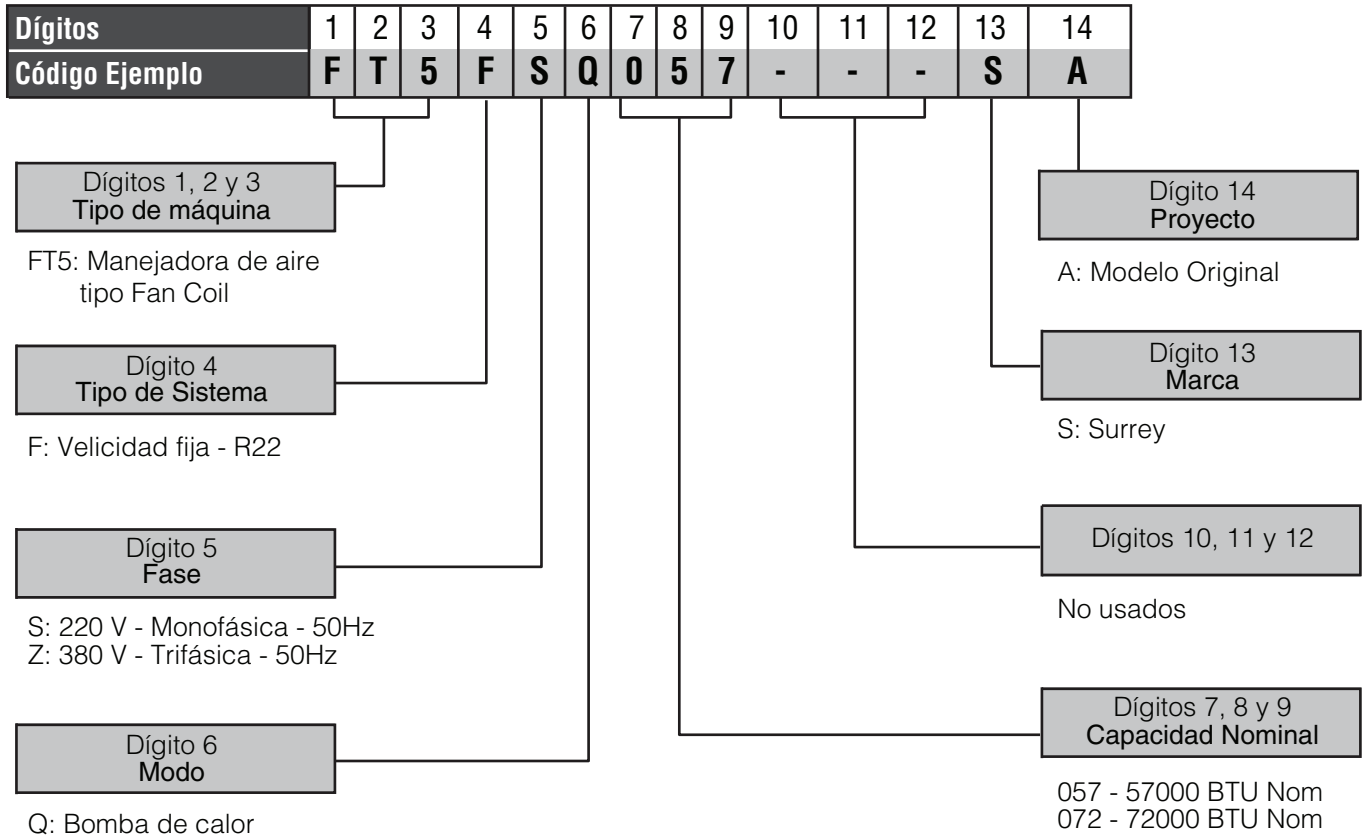 Dígitos 1 2 3 4 5 6 7 8 9 10 11 12 13 14
Código Ejemplo F T 5 F S Q 0 5 7 - - - S A
Dígitos 1, 2 y 3
Tipo de máquina
FT5: Manejadora de aire
tipo Fan Coil
Dígito 4
Tipo de Sistema
F: Velicidad fija - R22
Dígito 5
Fase
S: 220 V - Monofásica - 50Hz
Z: 380 V - Trifásica - 50Hz
Dígito 6
Modo
Q: Bomba de calor
Dígito 14
Proyecto
A: Modelo Original
Dígito 13
Marca
S: Surrey
Dígitos 10, 11 y 12
No usados
Dígitos 7, 8 y 9
Capacidad Nominal
057 - 57000 BTU Nom
072 - 72000 BTU Nom